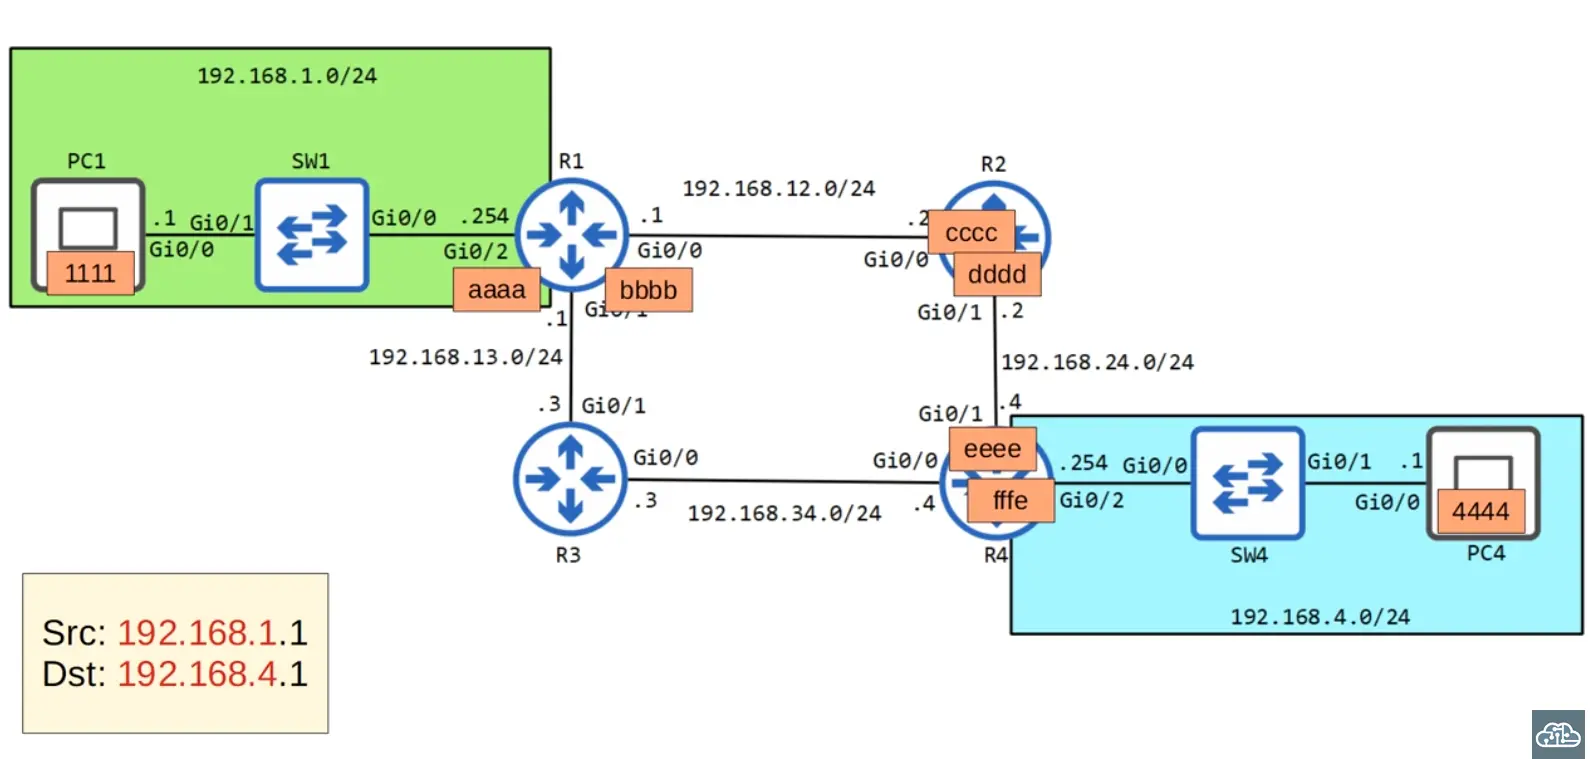 192.168.1.0/24
PC1
SW1
R1
R2
192.168.12.0/24
.1 Gi0/1
Gi0/0 .254
.1
.2
Gi0/0
Gi0/2
Gi0/0
Gi0/0
cccc
1111
aaaa
bbbb
dddd
.1
Gi0/1
Gi0/1 .2
192.168.13.0/24
192.168.24.0/24
.3 Gi0/1
Gi0/1 .4
eeee
Gi0/0
Gi0/0
.254 Gi0/0
Gi0/1 .1
.3
192.168.34.0/24
.4
fffe
Gi0/2
Gi0/0
4444
R3
R4
SW4
PC4
192.168.4.0/24
Src: 192.168.1.1
Dst: 192.168.4.1